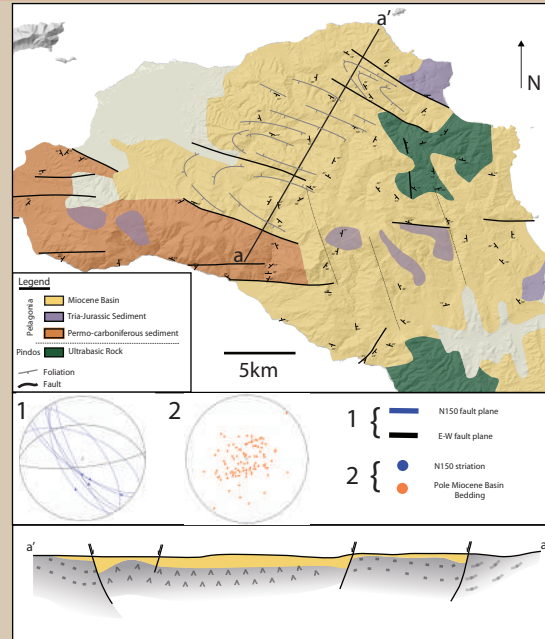 a'
N
a
Legend
Pelagonia
Miocene Basin
Tria-Jurassic Sediment
Permo-carboniferous sediment
Pindos
Ultrabasic Rock
Foliation
Fault
5km
1
2
1 {
N150 fault plane
E-W fault plane
2 {
N150 striation
Pole Miocene Basin
Bedding
a'
a